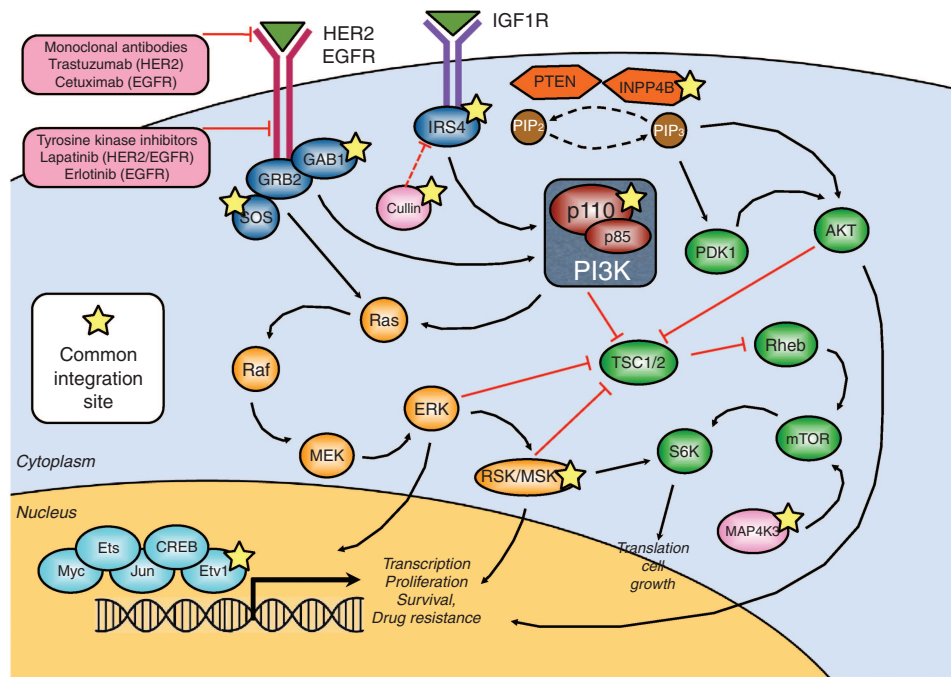 Monoclonal antibodies
Trastuzumab (HER2)
Cetuximab (EGFR)
HER2
EGFR
IGF1R
Tyrosine kinase inhibitors
Lapatinib (HER2/EGFR)
Erlotinib (EGFR)
PTEN
INPP4B
PIP2
PIP3
IRS4
GAB1
GRB2
SOS
Cullin
p110
p85
PI3K
PDK1
AKT
Common
integration
site
Ras
Raf
MEK
ERK
TSC1/2
Rheb
mTOR
S6K
RSK/MSK
MAP4K3
Cytoplasm
Nucleus
Ets
CREB
Myc
Jun
Etv1
Transcription
Proliferation
Survival,
Drug resistance
Translation
cell
growth